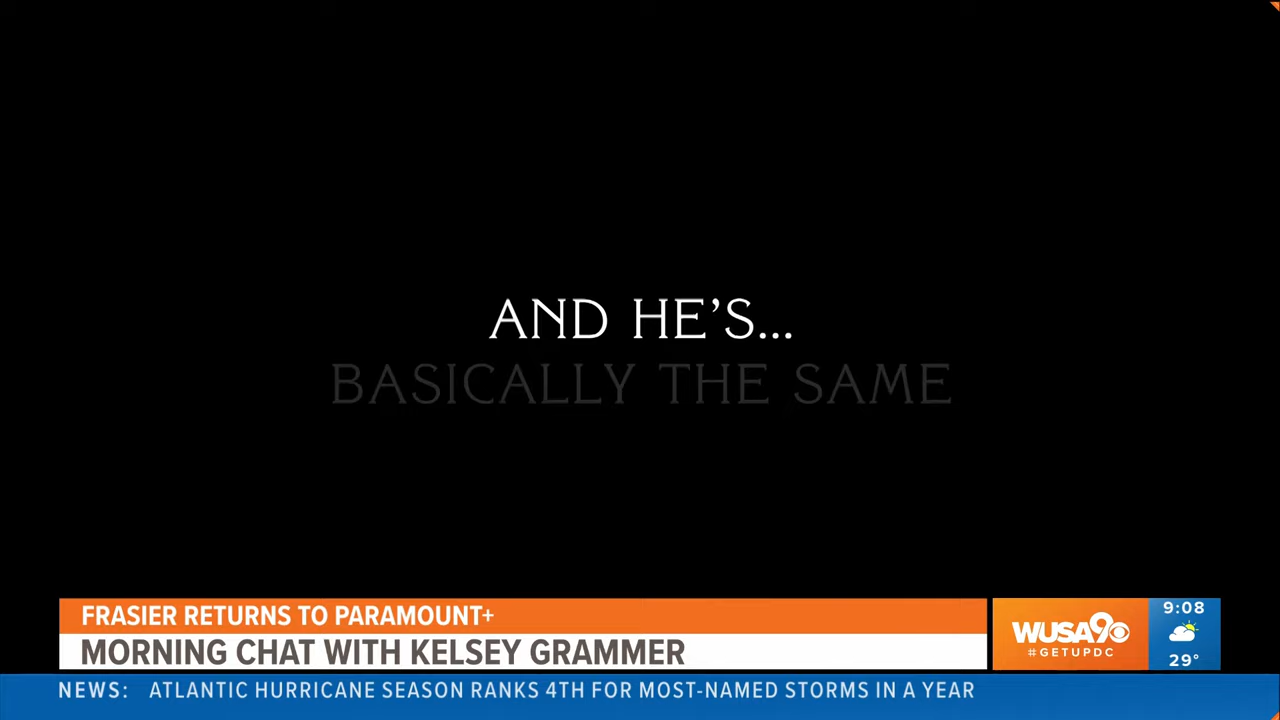 AND HE'S...
BASICALLY THE SAME
FRASIER RETURNS TO PARAMOUNT+
MORNING CHAT WITH KELSEY GRAMMER
WUSA9
#GETUPDC
9:08
29°
NEWS: ATLANTIC HURRICANE SEASON RANKS 4TH FOR MOST-NAMED STORMS IN A YEAR